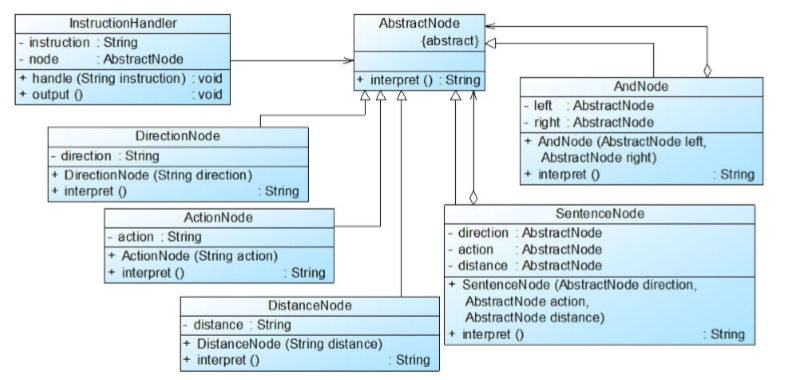 InstructionHandler
- instruction : String
- node : AbstractNode
+ handle (String instruction) : void
+ output () : void
AbstractNode
{abstract}
+ interpret () : String
AndNode
- left : AbstractNode
- right : AbstractNode
+ AndNode (AbstractNode left,
AbstractNode right)
+ interpret () : String
DirectionNode
- direction : String
+ DirectionNode (String direction)
+ interpret () : String
ActionNode
- action : String
+ ActionNode (String action)
+ interpret () : String
SentenceNode
- direction : AbstractNode
- action : AbstractNode
- distance : AbstractNode
+ SentenceNode (AbstractNode direction,
AbstractNode action,
AbstractNode distance)
+ interpret () : String
DistanceNode
- distance : String
+ DistanceNode (String distance)
+ interpret () : String